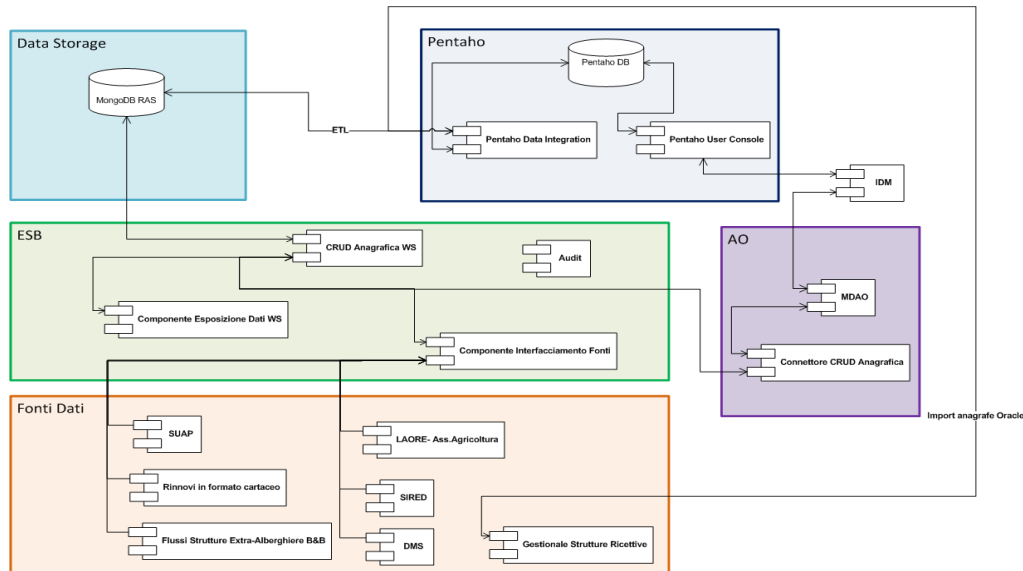 Data Storage
MongoDB RAS
ETL
Pentaho
Pentaho DB
Pentaho Data Integration
Pentaho User Console
IDM
ESB
CRUD Anagrafica WS
Audit
Componente Esposizione Dati WS
Componente Interfacciamento Fonti
AO
MDAO
Connettore CRUD Anagrafica
Import anagrafe Oracle
Fonti Dati
SUAP
LAORE- Ass.Agricoltura
Rinnovi in formato cartaceo
SIRED
Flussi Strutture Extra-Alberghiere B&B
DMS
Gestionale Strutture Ricettive